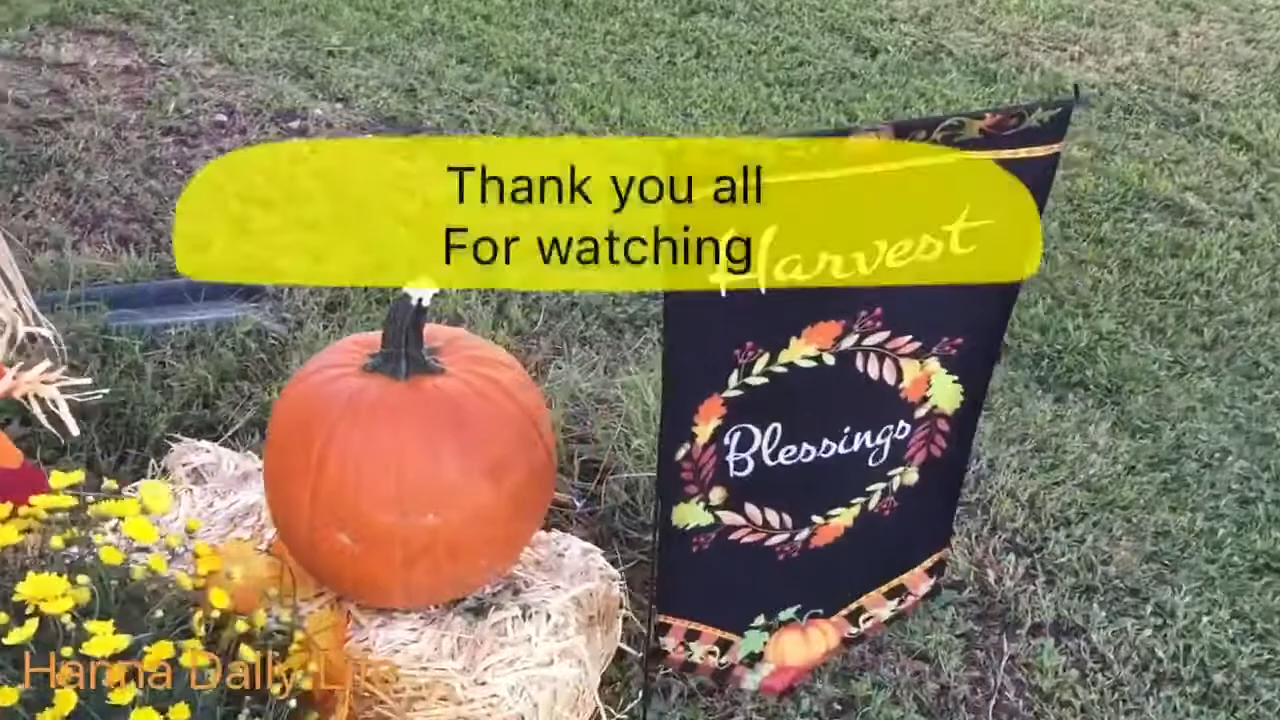 Thank you all
For watching
Harvest
Blessings
Hanna Daily Life